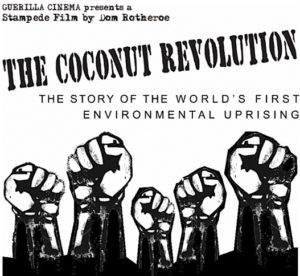 GUERILLA CINEMA presents a
Stampede Film by Dom Rotheroe
THE COCONUT REVOLUTION
THE STORY OF THE WORLD'S FIRST
ENVIRONMENTAL UPRISING